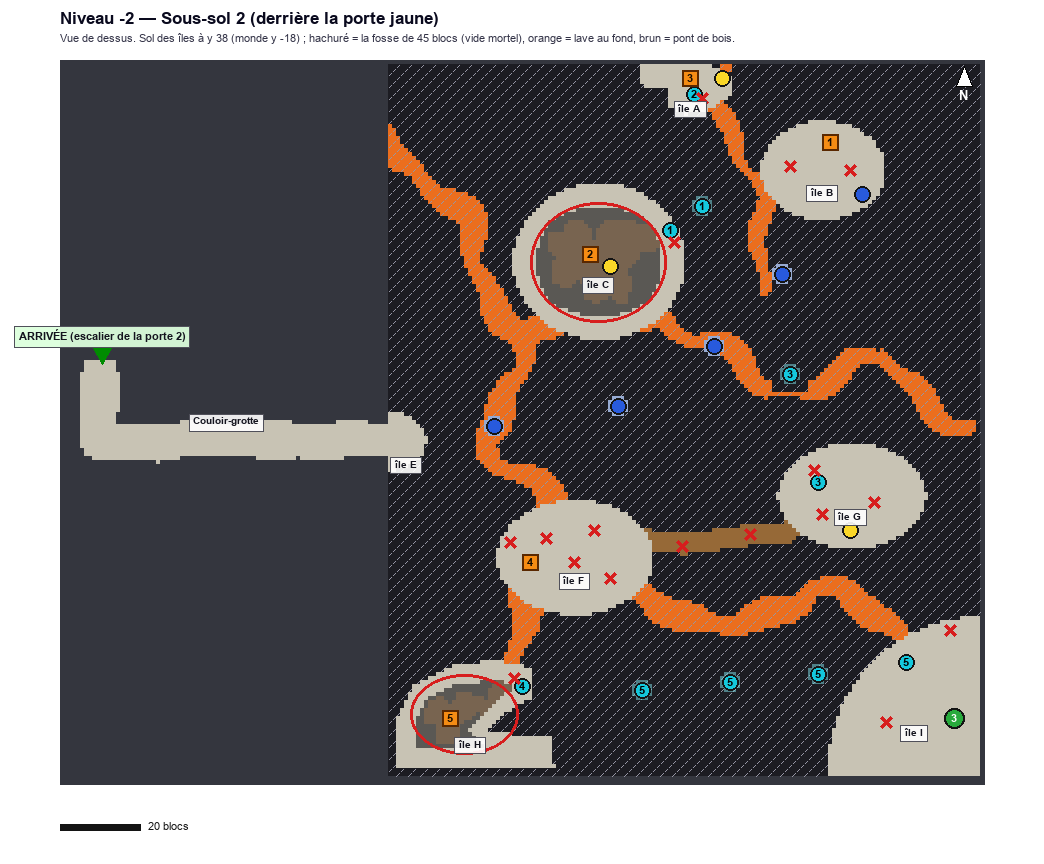 Niveau -2 — Sous-sol 2 (derrière la porte jaune)
Vue de dessus. Sol des îles à y 38 (monde y -18) ; hachuré = la fosse de 45 blocs (vide mortel), orange = lave au fond, brun = pont de bois.
3
2
île A
N
1
île B
1
1
2
île C
ARRIVÉE (escalier de la porte 2)
3
Couloir-grotte
île E
3
île G
4
île F
5
5
5
5
4
5
île H
3
île I
20 blocs